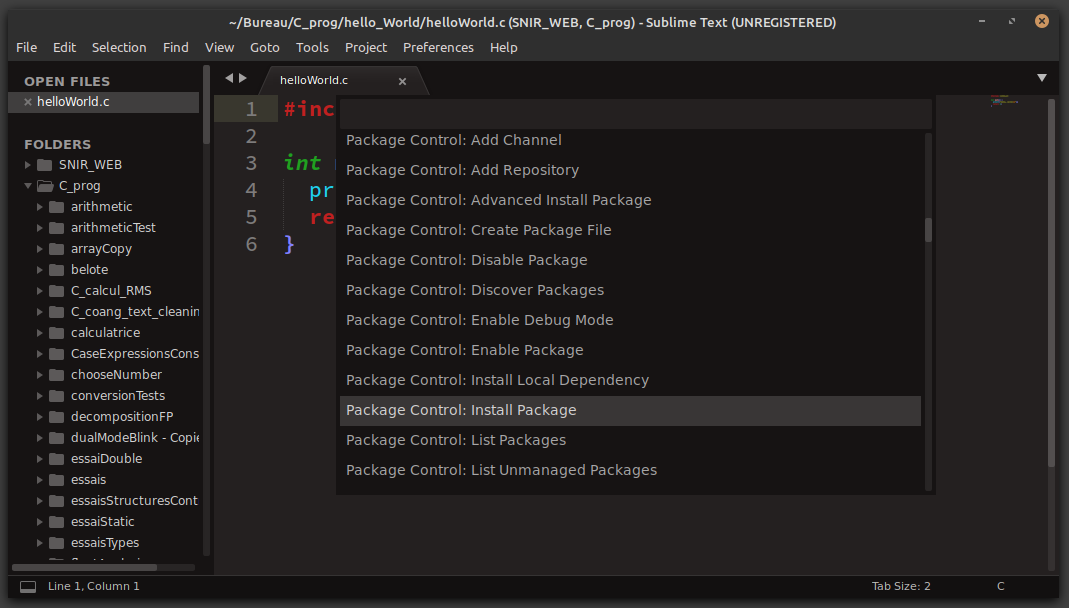 ~/Bureau/C_prog/hello_World/helloWorld.c (SNIR_WEB, C_prog) - Sublime Text (UNREGISTERED)
File Edit Selection Find View Goto Tools Project Preferences Help
OPEN FILES
helloWorld.c
FOLDERS
SNIR_WEB
C_prog
arithmetic
arithmeticTest
arrayCopy
belote
C_calcul_RMS
C_coang_text_cleanin
calculatrice
CaseExpressionsCons
chooseNumber
conversionTests
decompositionFP
dualModeBlink - Copie
essaiDouble
essais
essaisStructuresCont
essaiStatic
essaisTypes
helloWorld.c
1 #inc
2
3 int
4 pr
5 re
6 }
Package Control: Add Channel
Package Control: Add Repository
Package Control: Advanced Install Package
Package Control: Create Package File
Package Control: Disable Package
Package Control: Discover Packages
Package Control: Enable Debug Mode
Package Control: Enable Package
Package Control: Install Local Dependency
Package Control: Install Package
Package Control: List Packages
Package Control: List Unmanaged Packages
Line 1, Column 1
Tab Size: 2
C